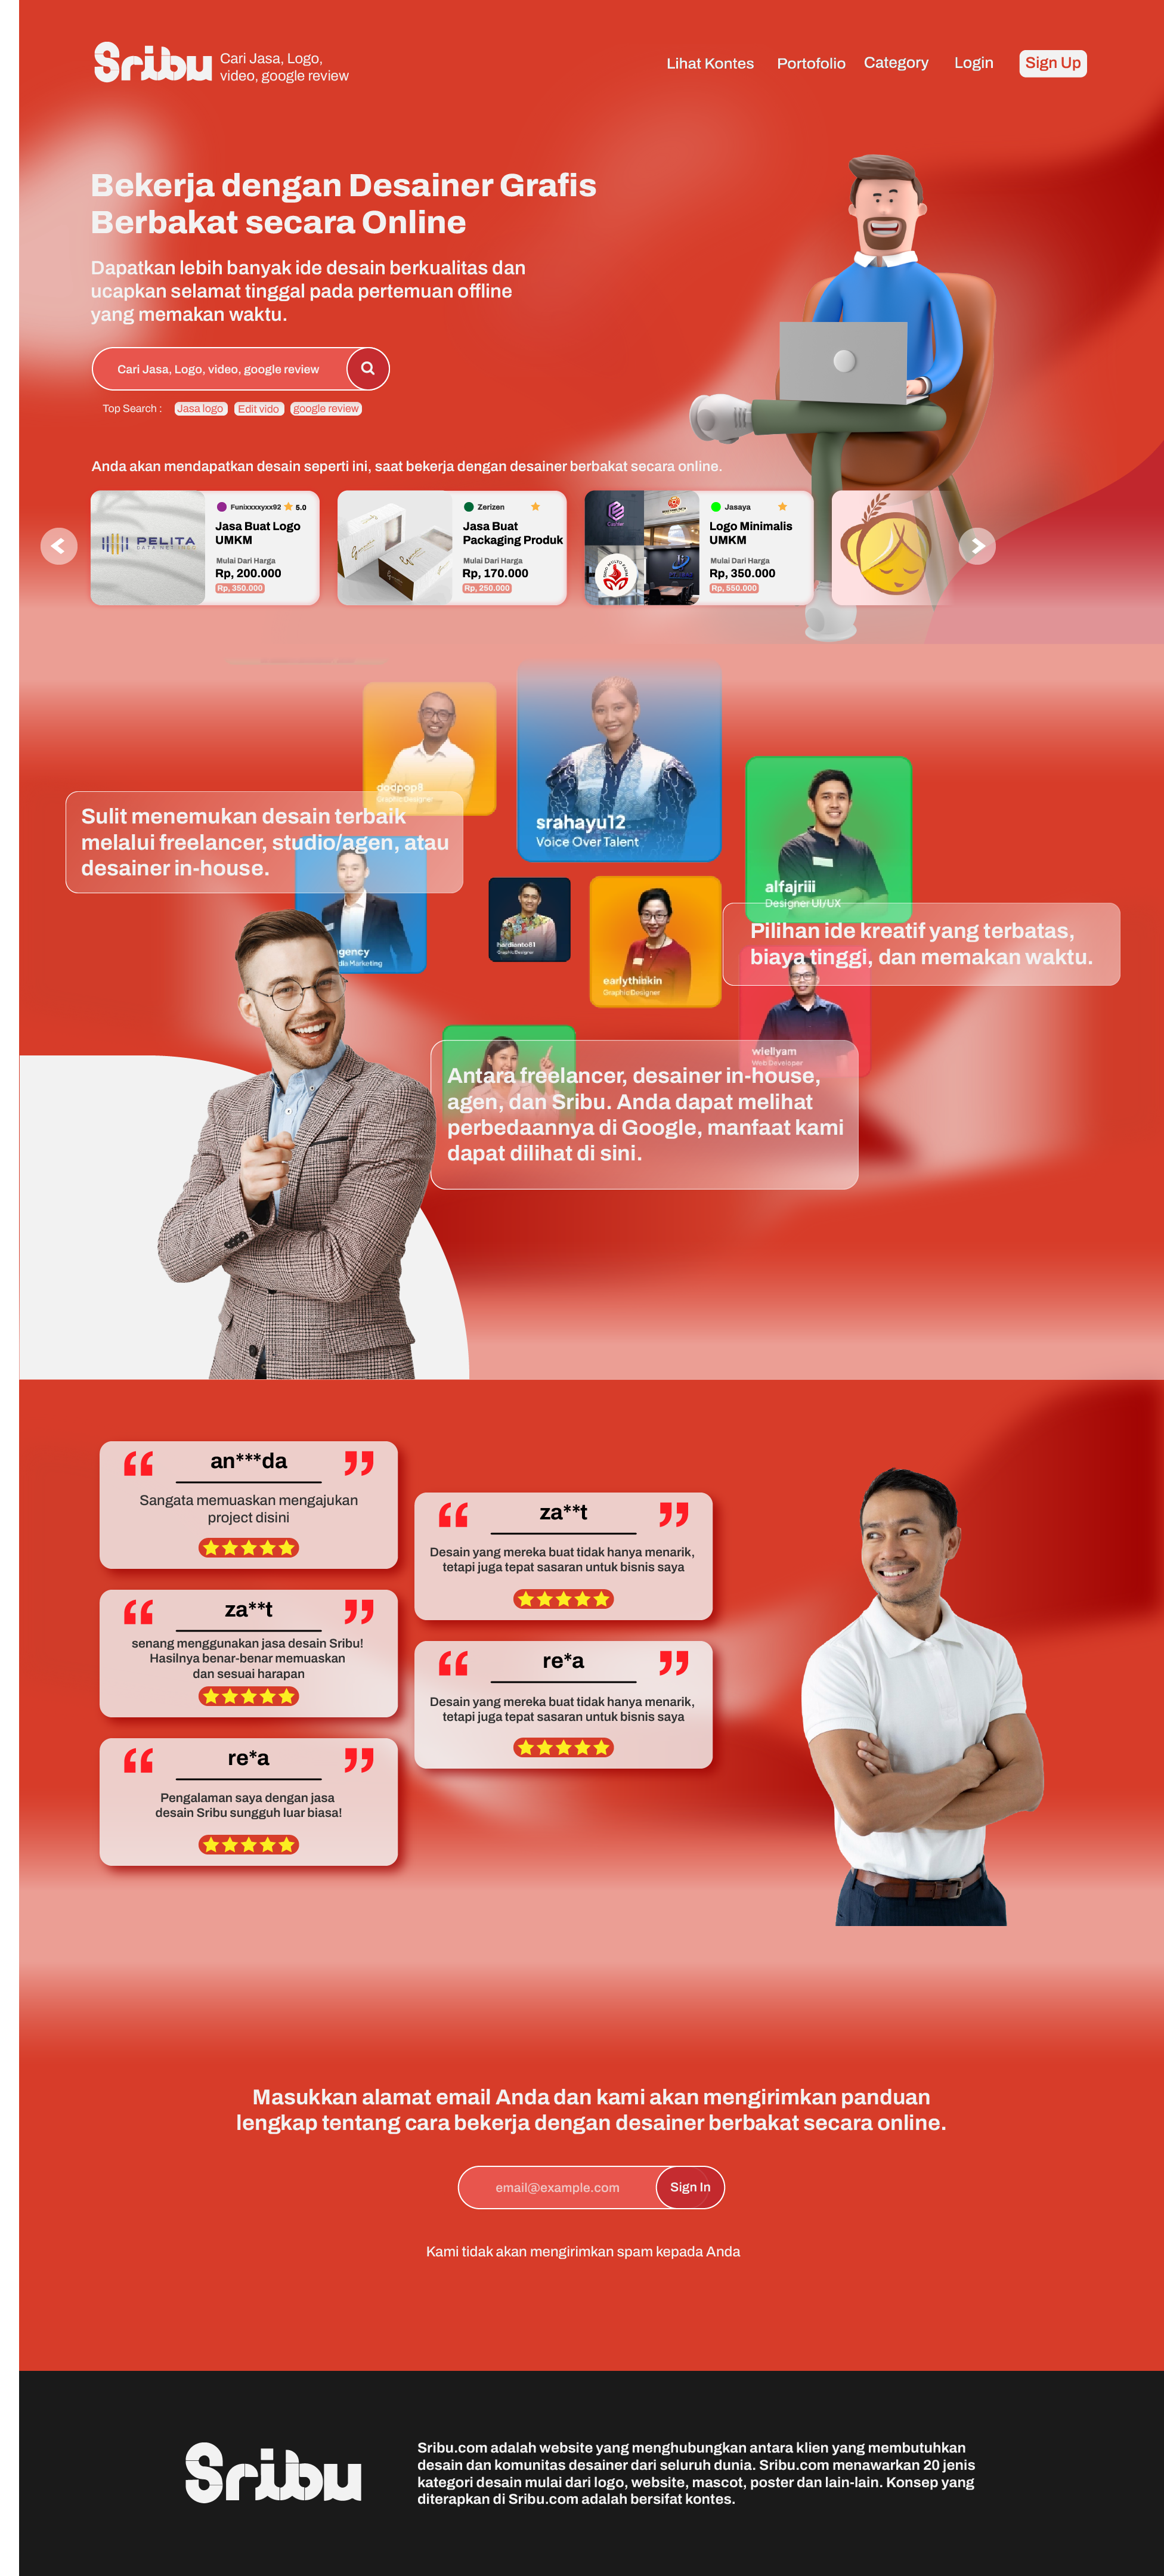 Sribu
Cari Jasa, Logo,
video, google review
Lihat Kontes
Portofolio
Category
Login
Sign Up
Bekerja dengan Desainer Grafis
Berbakat secara Online
Dapatkan lebih banyak ide desain berkualitas dan
ucapkan selamat tinggal pada pertemuan offline
yang memakan waktu.
Cari Jasa, Logo, video, google review
Top Search :
Jasa logo
Edit vido
google review
Anda akan mendapatkan desain seperti ini, saat bekerja dengan desainer berbakat secara online.
PELITA
Funixxxxyxx92
5.0
Jasa Buat Logo
UMKM
Mulai Dari Harga
Rp, 200.000
Rp, 350.000
Zerizen
Jasa Buat
Packaging Produk
Mulai Dari Harga
Rp, 170.000
Rp, 250.000
Jasaya
Logo Minimalis
UMKM
Mulai Dari Harga
Rp, 350.000
Rp, 550.000
oodpop9
Graphic Designer
srahayu12
Voice Over Talent
alfajriii
Designer UI/UX
Sulit menemukan desain terbaik
melalui freelancer, studio/agen, atau
desainer in-house.
gency
dia Marketing
hardianto81
Graphic Designer
earlythinkin
Graphic Designer
Pilihan ide kreatif yang terbatas,
biaya tinggi, dan memakan waktu.
wiellyam
Web Developer
Antara freelancer, desainer in-house,
agen, dan Sribu. Anda dapat melihat
perbedaannya di Google, manfaat kami
dapat dilihat di sini.
an***da
Sangata memuaskan mengajukan
project disini
za**t
Desain yang mereka buat tidak hanya menarik,
tetapi juga tepat sasaran untuk bisnis saya
za**t
senang menggunakan jasa desain Sribu!
Hasilnya benar-benar memuaskan
dan sesuai harapan
re*a
Desain yang mereka buat tidak hanya menarik,
tetapi juga tepat sasaran untuk bisnis saya
re*a
Pengalaman saya dengan jasa
desain Sribu sungguh luar biasa!
Masukkan alamat email Anda dan kami akan mengirimkan panduan
lengkap tentang cara bekerja dengan desainer berbakat secara online.
email@example.com
Sign In
Kami tidak akan mengirimkan spam kepada Anda
Sribu
Sribu.com adalah website yang menghubungkan antara klien yang membutuhkan
desain dan komunitas desainer dari seluruh dunia. Sribu.com menawarkan 20 jenis
kategori desain mulai dari logo, website, mascot, poster dan lain-lain. Konsep yang
diterapkan di Sribu.com adalah bersifat kontes.